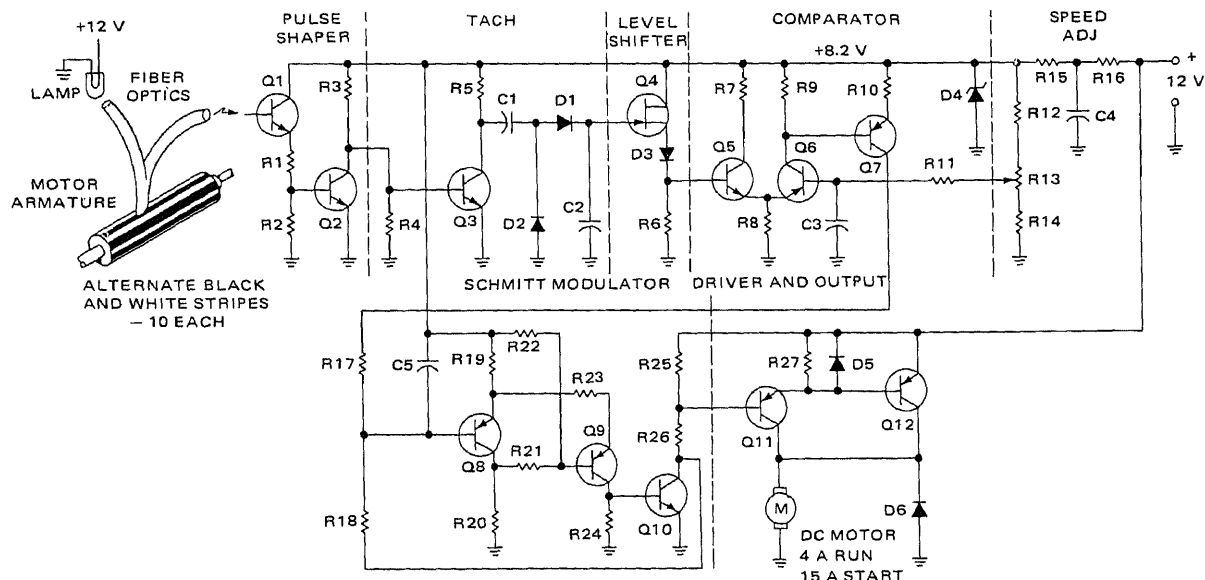 PULSE SHAPER
TACH
LEVEL SHIFTER
COMPARATOR
SPEED ADJ
+12 V
+8.2 V
+
12 V
LAMP
FIBER OPTICS
MOTOR ARMATURE
ALTERNATE BLACK
AND WHITE STRIPES
– 10 EACH
Q1
R1
R2
R3
Q2
R4
R5
Q3
C1
D1
D2
C2
Q4
D3
R6
R7
Q5
R8
R9
Q6
R10
Q7
C3
R11
D4
R12
R13
R14
R15
C4
R16
SCHMITT MODULATOR
DRIVER AND OUTPUT
R17
R18
C5
R19
R22
Q8
R20
R21
R23
Q9
R24
R25
R26
Q10
R27
D5
Q11
Q12
M
D6
DC MOTOR
4 A RUN
15 A START